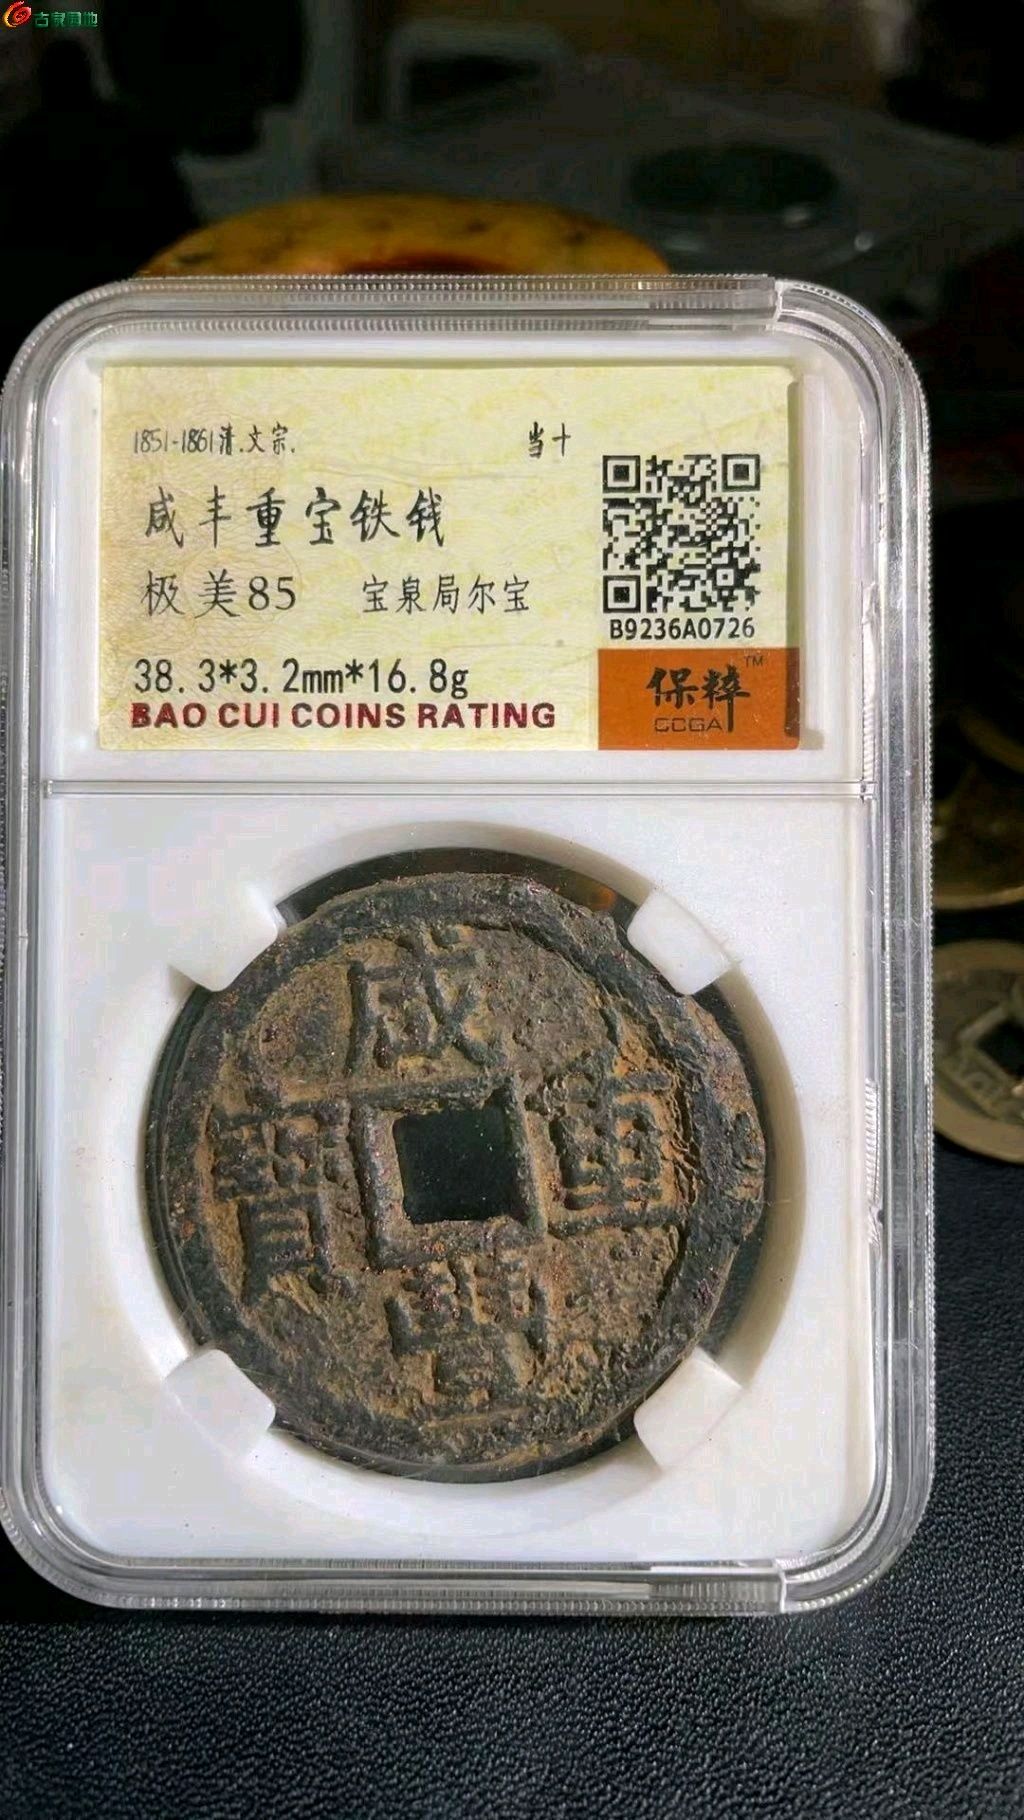 古泉园地
1851-1861清.文宗. 当十
咸丰重宝铁钱
极美85 宝泉局尔宝
B9236A0726
38.3*3.2mm*16.8g
BAO CUI COINS RATING
保粹™
CCGA
咸
寶 重
豐